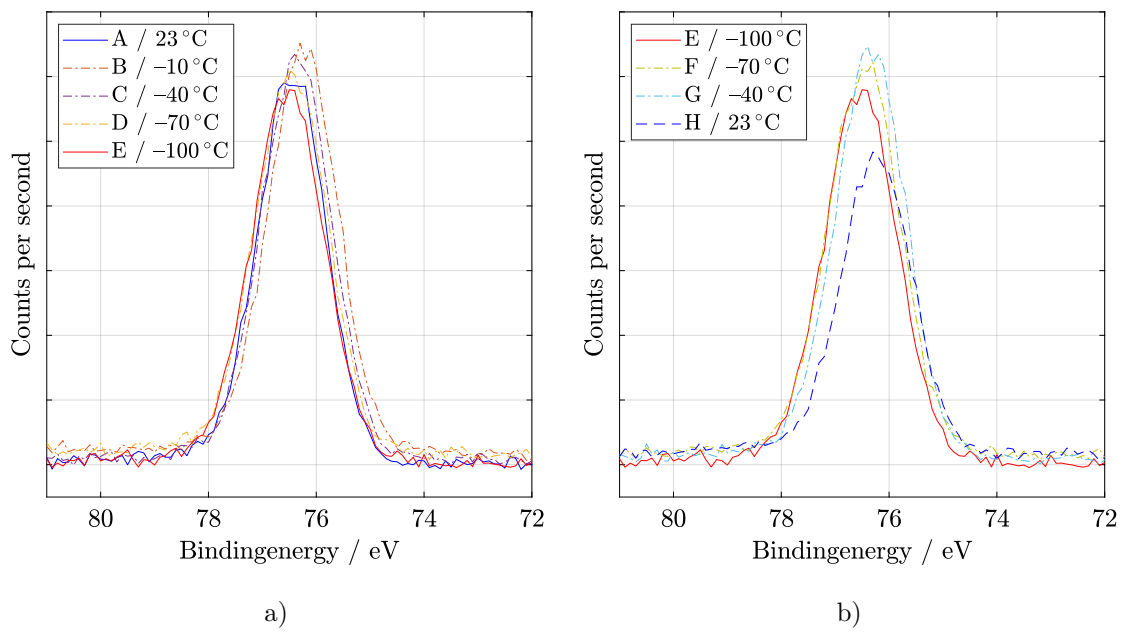 A / 23 °C
B / –10 °C
C / –40 °C
D / –70 °C
E / –100 °C
Counts per second
80 78 76 74 72
Bindingenergy / eV
a)
E / –100 °C
F / –70 °C
G / –40 °C
H / 23 °C
Counts per second
80 78 76 74 72
Bindingenergy / eV
b)